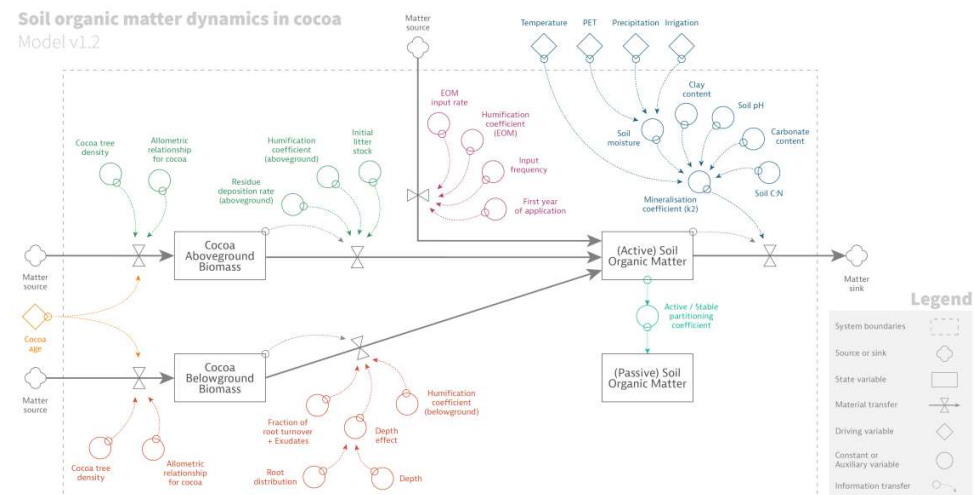 Soil organic matter dynamics in cocoa
Model v1.2
Matter
source
Temperature
PET
Precipitation
Irrigation
EOM
input rate
Humification
coefficient
(EOM)
Input
frequency
First year
of application
Clay
content
Soil pH
Carbonate
content
Soil C:N
Soil
moisture
Mineralisation
coefficient (k2)
Cocoa tree
density
Allometric
relationship
for cocoa
Humification
coefficient
(aboveground)
Initial
litter
stock
Residue
deposition rate
(aboveground)
Matter
source
Cocoa
Aboveground
Biomass
(Active) Soil
Organic Matter
Matter
sink
Cocoa
age
Active / Stable
partitioning
coefficient
Matter
source
Cocoa
Belowground
Biomass
(Passive) Soil
Organic Matter
Cocoa tree
density
Allometric
relationship
for cocoa
Fraction of
root turnover
+ Exudates
Depth
effect
Humification
coefficient
(belowground)
Root
distribution
Depth
Legend
System boundaries
Source or sink
State variable
Material transfer
Driving variable
Constant or
Auxiliary variable
Information transfer